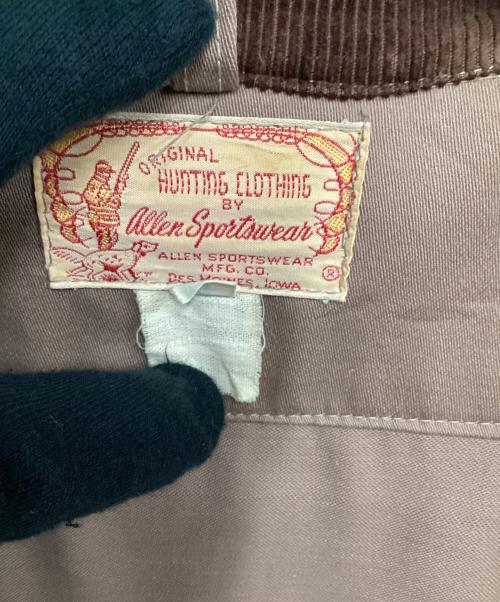 ORIGINAL
HUNTING CLOTHING
BY
Allen Sportswear
ALLEN SPORTSWEAR
MFG. CO.
DES MOINES, IOWA
®